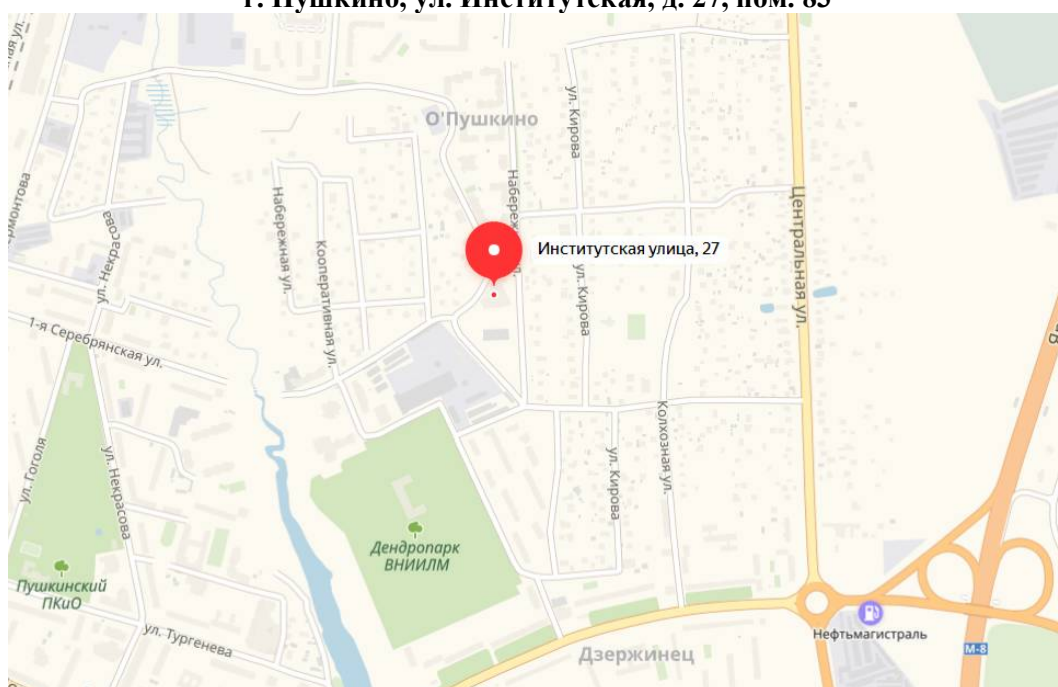 г. Пушкино, ул. Институтская, д. 27, пом. 85
ул. Кирова
О'Пушкино
Набережная ул.
Кооперативная ул.
ул. Некрасова
Центральная ул.
Институтская улица, 27
ул. Кирова
1-я Серебрянская ул.
Колхозная ул.
ул. Гоголя
ул. Некрасова
ул. Кирова
Дендропарк
ВНИИЛМ
Пушкинский
ПКиО
ул. Тургенева
Нефтьмагистраль
Дзержинец
М-8